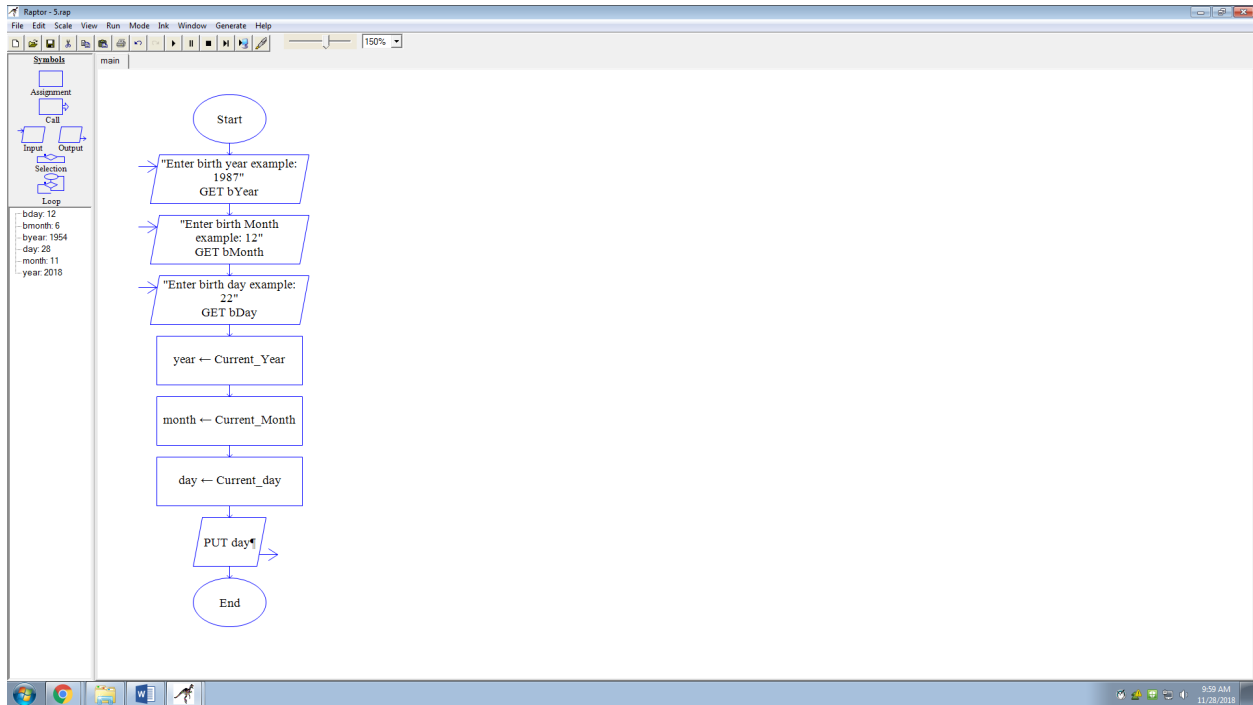 Raptor - 5.rap
File Edit Scale View Run Mode Ink Window Generate Help
150%
Symbols
main
Assignment
Call
Input Output
Selection
Loop
bday: 12
bmonth: 6
byear: 1954
day: 28
month: 11
year: 2018
Start
"Enter birth year example:
1987"
GET bYear
"Enter birth Month
example: 12"
GET bMonth
"Enter birth day example:
22"
GET bDay
year ← Current_Year
month ← Current_Month
day ← Current_day
PUT day¶
End
W
9:59 AM
11/28/2018